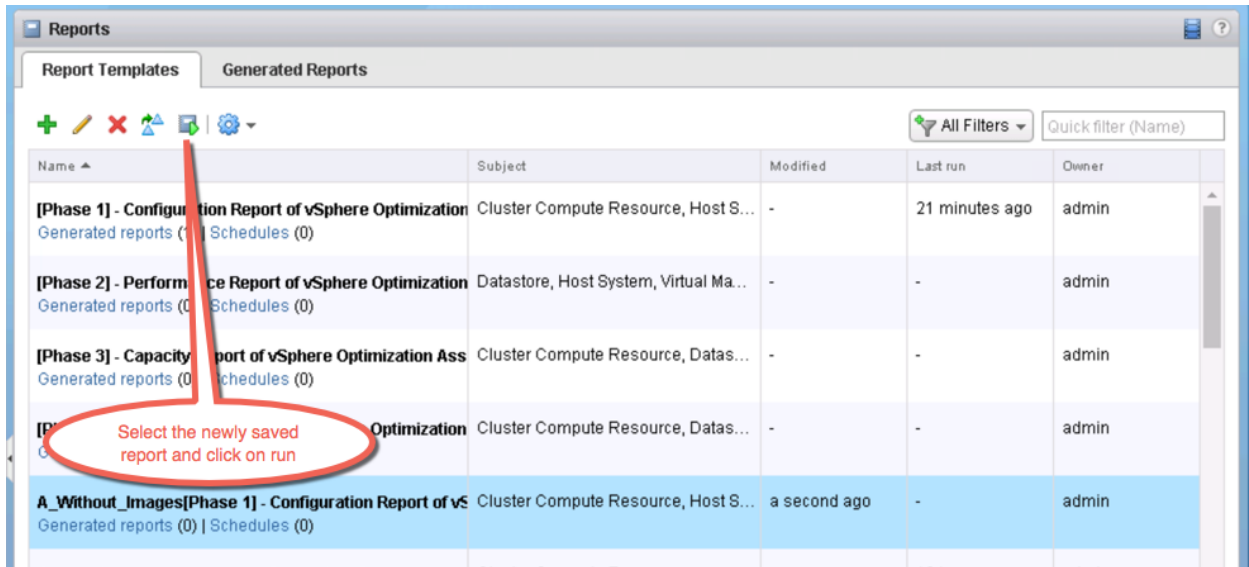 Reports
Report Templates Generated Reports
All Filters Quick filter (Name)
Name Subject Modified Last run Owner
[Phase 1] - Configuration Report of vSphere Optimization Cluster Compute Resource, Host S... - 21 minutes ago admin
Generated reports ( | Schedules (0)
[Phase 2] - Performance Report of vSphere Optimization Datastore, Host System, Virtual Ma... - - admin
Generated reports (0 Schedules (0)
[Phase 3] - Capacity Report of vSphere Optimization Ass Cluster Compute Resource, Datas... - - admin
Generated reports (0 Schedules (0)
Optimization Cluster Compute Resource, Datas... - - admin
Select the newly saved
report and click on run
A_Without_Images[Phase 1] - Configuration Report of vS Cluster Compute Resource, Host S... a second ago - admin
Generated reports (0) | Schedules (0)